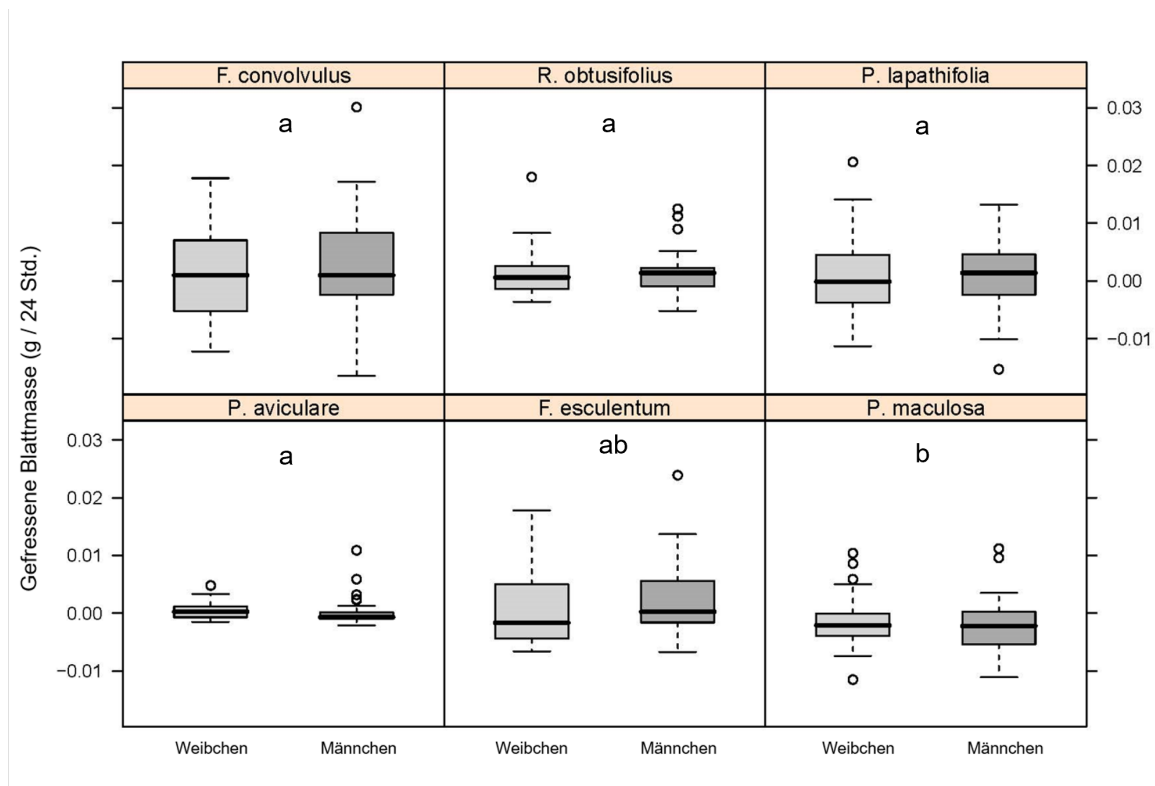 F. convolvulus R. obtusifolius P. lapathifolia
a a a
0.03
0.02
0.01
0.00
−0.01
P. aviculare F. esculentum P. maculosa
a ab b
0.03
0.02
0.01
0.00
−0.01
Gefressene Blattmasse (g / 24 Std.)
Weibchen Männchen Weibchen Männchen Weibchen Männchen